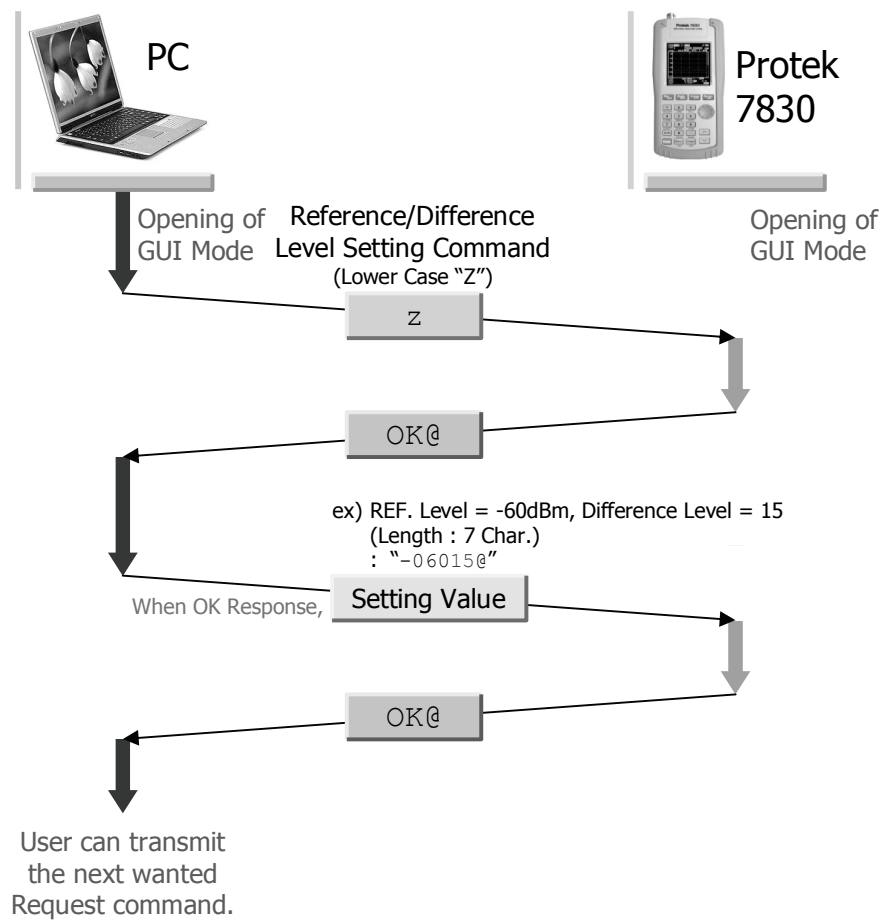 PC
Protek 7830
Protek
7830
Opening of
GUI Mode
Reference/Difference
Level Setting Command
(Lower Case “Z”)
Opening of
GUI Mode
z
OK@
ex) REF. Level = -60dBm, Difference Level = 15
(Length : 7 Char.)
: “-06015@”
When OK Response,
Setting Value
OK@
User can transmit
the next wanted
Request command.